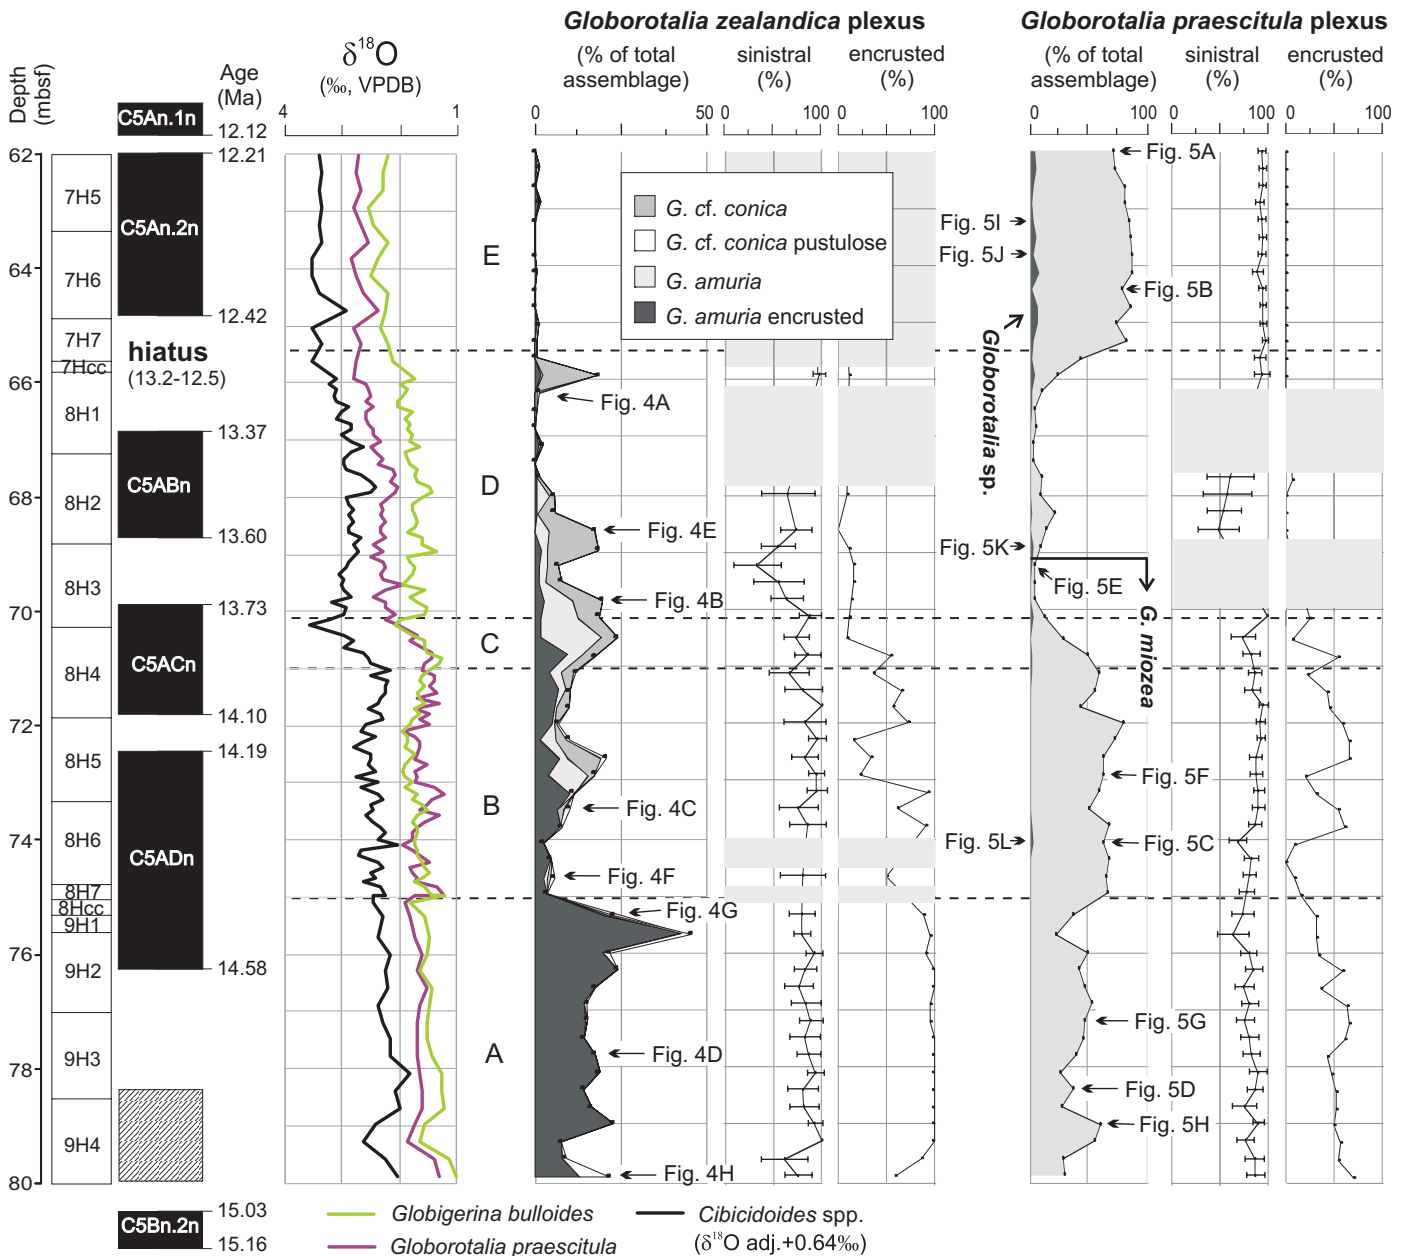 Globorotalia zealandica plexus
Globorotalia praescitula plexus
Depth (mbsf)
Age
(Ma)
δ18O
(‰, VPDB)
4
1
(% of total
assemblage)
0
50
sinistral
(%)
0
100
encrusted
(%)
0
100
(% of total
assemblage)
0
100
sinistral
(%)
0
100
encrusted
(%)
0
100
62
64
66
68
70
72
74
76
78
80
7H5
7H6
7H7
7Hcc
8H1
8H2
8H3
8H4
8H5
8H6
8H7
8Hcc
9H1
9H2
9H3
9H4
C5An.1n
C5An.2n
hiatus
(13.2-12.5)
C5ABn
C5ACn
C5ADn
C5Bn.2n
12.12
12.21
12.42
13.37
13.60
13.73
14.10
14.19
14.58
15.03
15.16
E
D
C
B
A
G. cf. conica
G. cf. conica pustulose
G. amuria
G. amuria encrusted
Fig. 4A
Fig. 4E
Fig. 4B
Fig. 4C
Fig. 4F
Fig. 4G
Fig. 4D
Fig. 4H
Fig. 5A
Fig. 5I
Fig. 5J
Fig. 5B
Globorotalia sp.
Fig. 5K
Fig. 5E
G. miozea
Fig. 5F
Fig. 5L
Fig. 5C
Fig. 5G
Fig. 5D
Fig. 5H
Globigerina bulloides
Globorotalia praescitula
Cibicidoides spp.
(δ18O adj.+0.64‰)